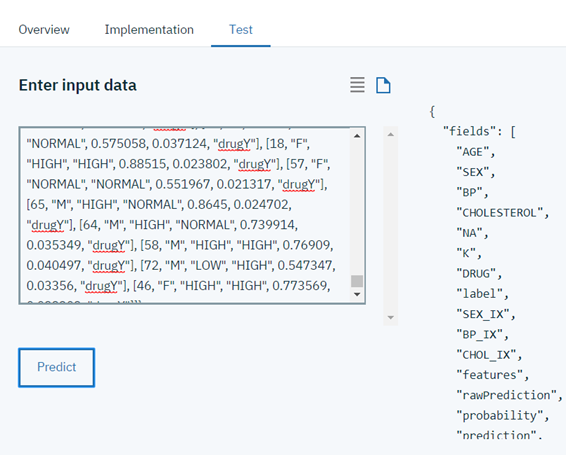 Overview Implementation Test
Enter input data
"NORMAL", 0.575058, 0.037124, "drugY"], [18, "F",
"HIGH", "HIGH", 0.88515, 0.023802, "drugY"], [57, "F",
"NORMAL", "NORMAL", 0.551967, 0.021317, "drugY"],
[65, "M", "HIGH", "NORMAL", 0.8645, 0.024702,
"drugY"], [64, "M", "HIGH", "NORMAL", 0.739914,
0.035349, "drugY"], [58, "M", "HIGH", "HIGH", 0.76909,
0.040497, "drugY"], [72, "M", "LOW", "HIGH", 0.547347,
0.03356, "drugY"], [46, "F", "HIGH", "HIGH", 0.773569,
Predict
{
"fields": [
"AGE",
"SEX",
"BP",
"CHOLESTEROL",
"NA",
"K",
"DRUG",
"label",
"SEX_IX",
"BP_IX",
"CHOL_IX",
"features",
"rawPrediction",
"probability",
"prediction",